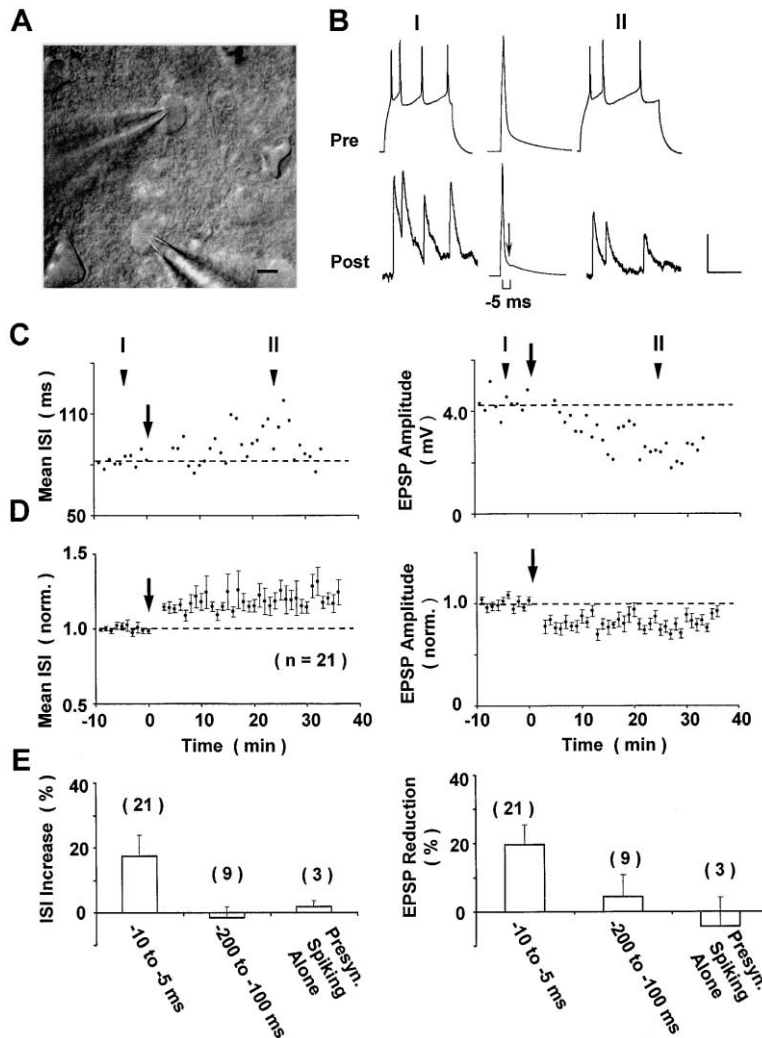 A
B
I
II
Pre
Post
-5 ms
C
I
II
Mean ISI ( ms )
110
50
I
II
EPSP Amplitude
( mV )
4.0
0
D
Mean ISI ( norm. )
1.5
1.0
0.5
( n = 21 )
-10
0
10
20
30
40
Time ( min )
EPSP Amplitude
( norm. )
1.0
0
-10
0
10
20
30
40
Time ( min )
E
ISI Increase ( % )
40
20
0
( 21 )
( 9 )
( 3 )
-10 to -5 ms
-200 to -100 ms
Presyn.
Spiking
Alone
EPSP Reduction
( % )
40
20
0
( 21 )
( 9 )
( 3 )
-10 to -5 ms
-200 to -100 ms
Presyn.
Spiking
Alone